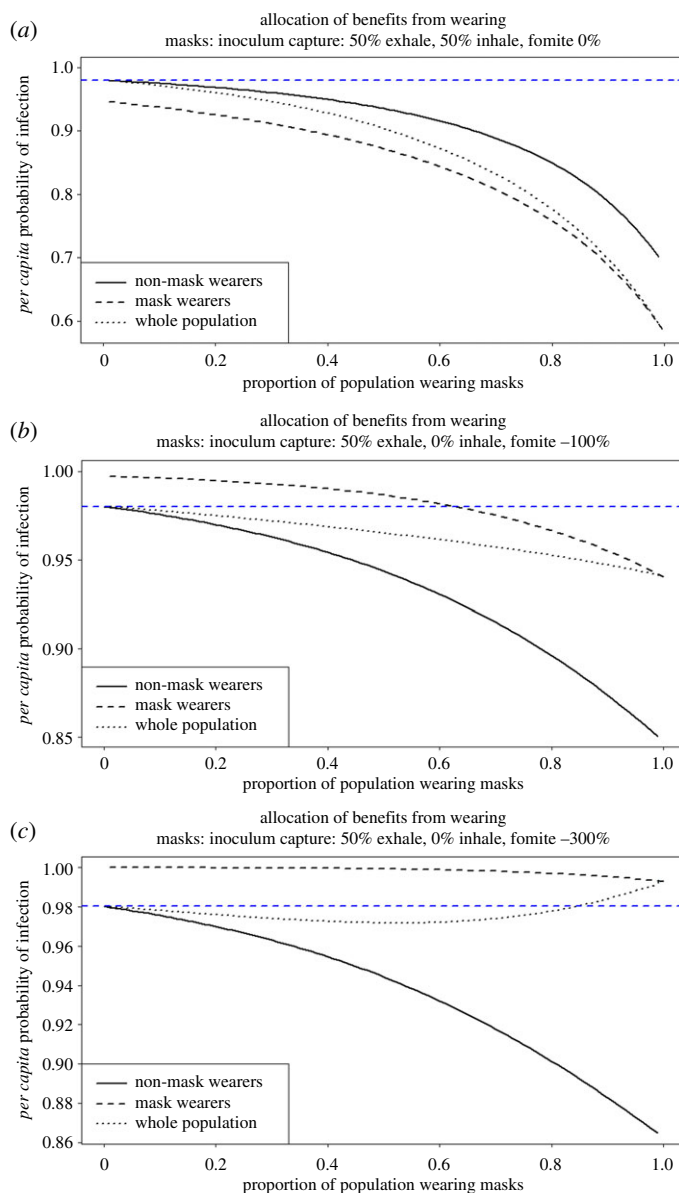 (a)
allocation of benefits from wearing
masks: inoculum capture: 50% exhale, 50% inhale, fomite 0%
per capita probability of infection
1.0
0.9
0.7
0.6
non-mask wearers
mask wearers
whole population
0 0.2 0.4 0.6 0.8 1.0
proportion of population wearing masks
(b)
allocation of benefits from wearing
masks: inoculum capture: 50% exhale, 0% inhale, fomite –100%
per capita probability of infection
1.00
0.95
0.90
0.85
non-mask wearers
mask wearers
whole population
0 0.2 0.4 0.6 0.8 1.0
proportion of population wearing masks
(c)
allocation of benefits from wearing
masks: inoculum capture: 50% exhale, 0% inhale, fomite –300%
per capita probability of infection
1.00
0.98
0.96
0.94
0.92
0.90
0.88
0.86
non-mask wearers
mask wearers
whole population
0 0.2 0.4 0.6 0.8 1.0
proportion of population wearing masks